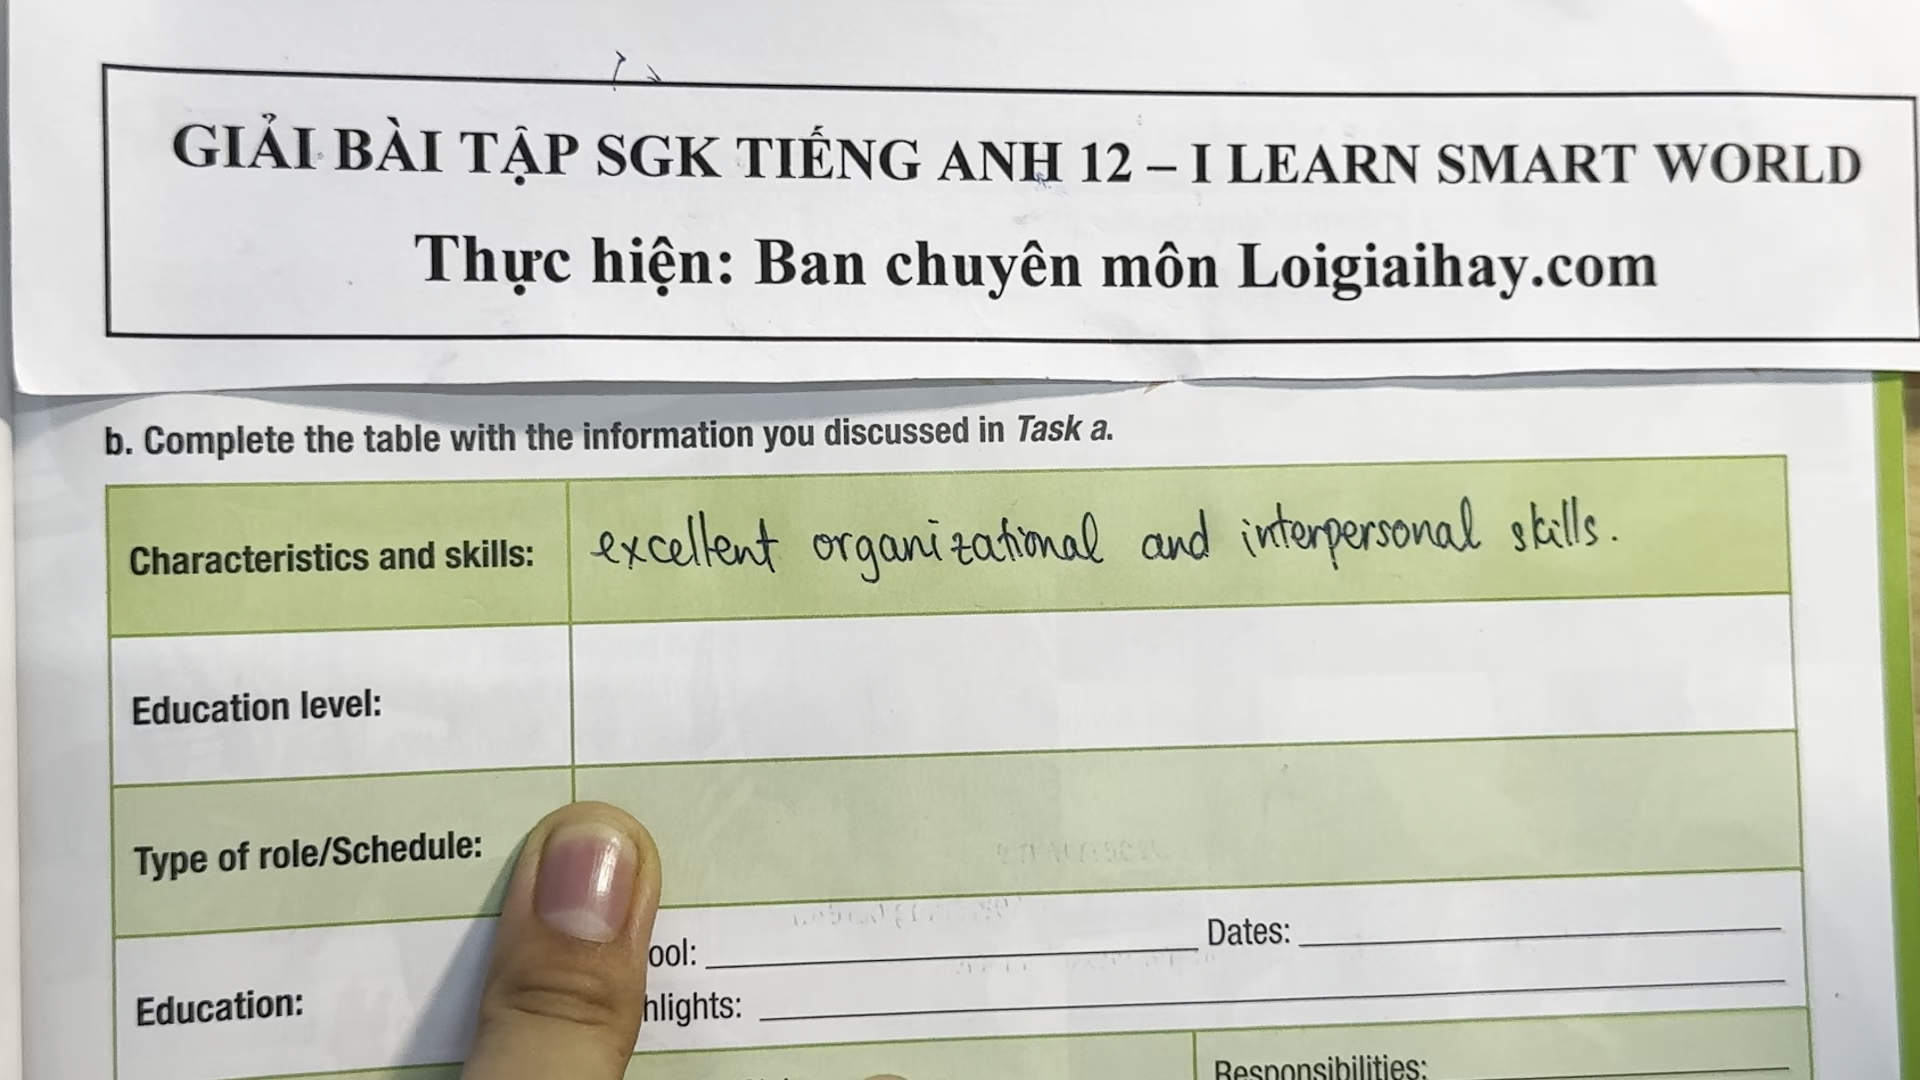 GIẢI BÀI TẬP SGK TIẾNG ANH 12 – I LEARN SMART WORLD
Thực hiện: Ban chuyên môn Loigiaihay.com
b. Complete the table with the information you discussed in Task a.
Characteristics and skills: excellent organizational and interpersonal skills.
Education level:
Type of role/Schedule:
ool: Dates:
Education:
hlights:
Responsibilities: